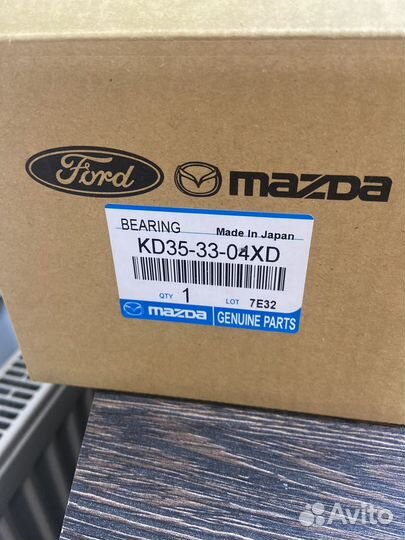 Ford mazda
BEARING Made In Japan
KD35-33-04XD
QTY 1 LOT 7E32
mazda GENUINE PARTS
Avito